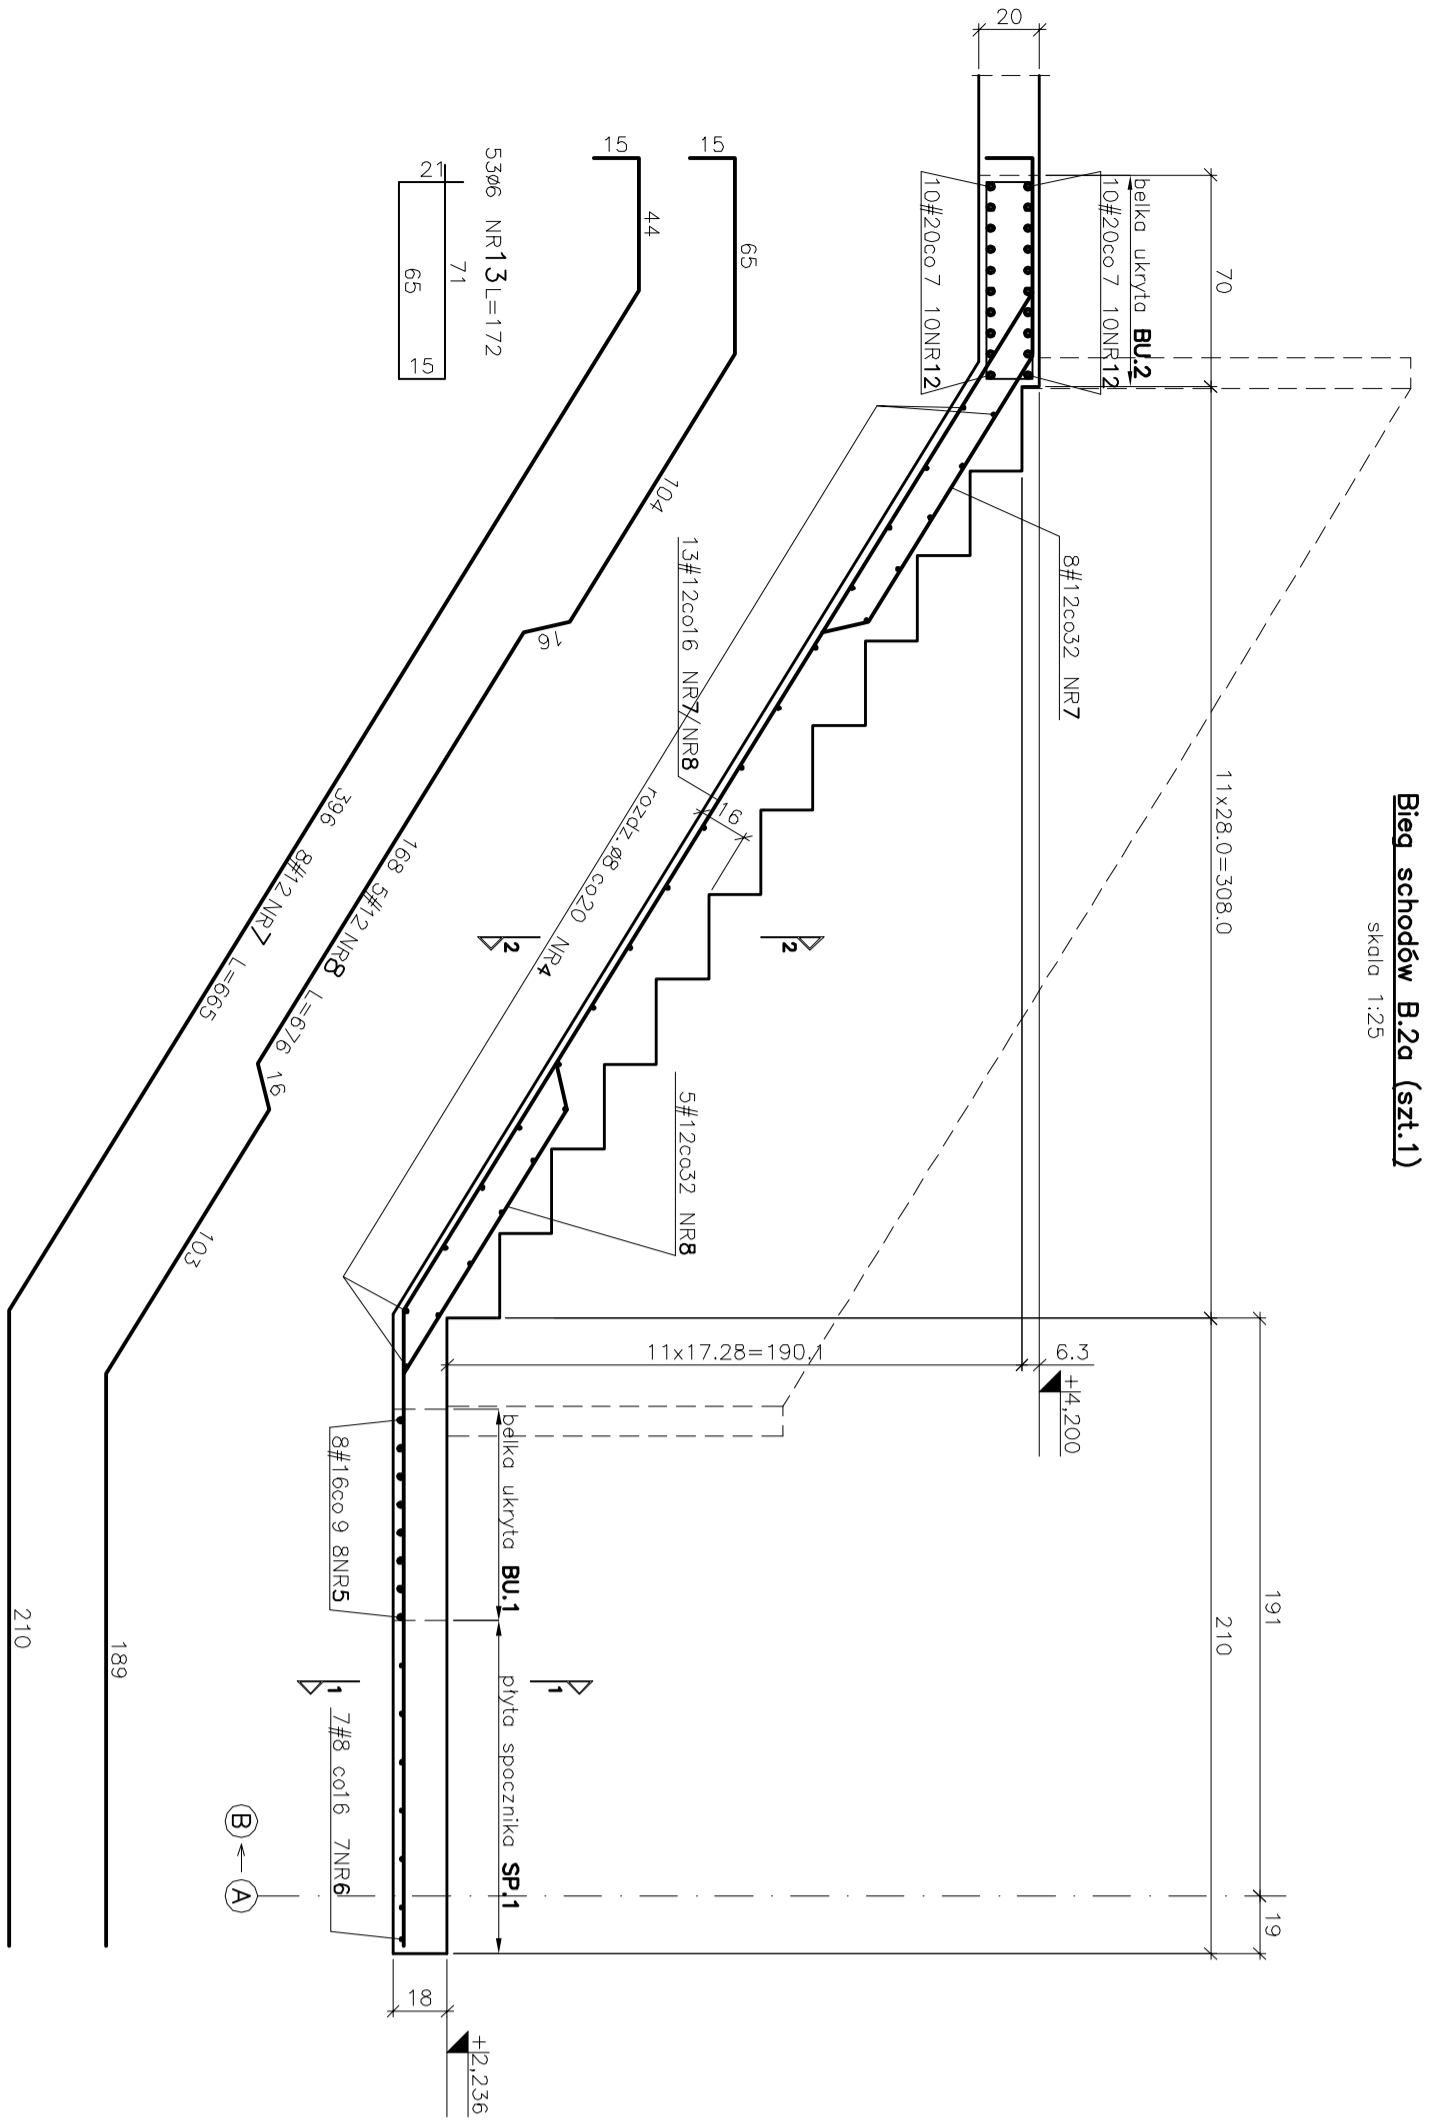 Bieg schodów B.2a (szt.1)
skala 1:25
20
70
11x28.0=308.0
210
191
19
belka ukryta BU.2
10#20co 7 10NR12
10#20co 7 10NR12
8#12co32 NR7
13#12co16 NR7/NR8
16
rozdz.ø8 co20 NR4
5#12co32 NR8
2
2
11x17.28=190.1
6.3
+4,200
belka ukryta BU.1
płyta spocznika SP.1
8#16co 9 8NR5
7#8 co16 7NR6
1
1
18
+2,236
B
A
15
65
104
16
168 5#12 NR8 L=676
16
103
189
15
44
396 8#12 NR7 L=665
210
53ø6 NR13 L=172
21
71
65
15